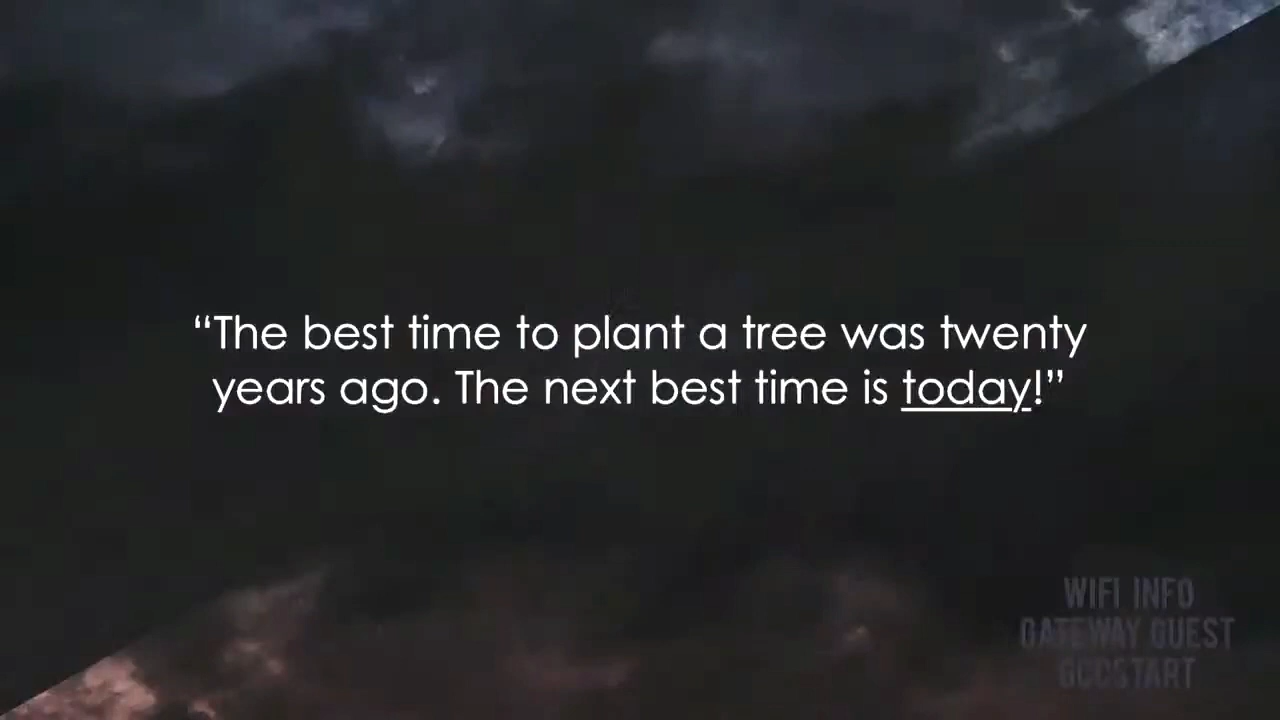 “The best time to plant a tree was twenty
years ago. The next best time is today!”
WIFI INFO
GATEWAY GUEST
GCCSTART